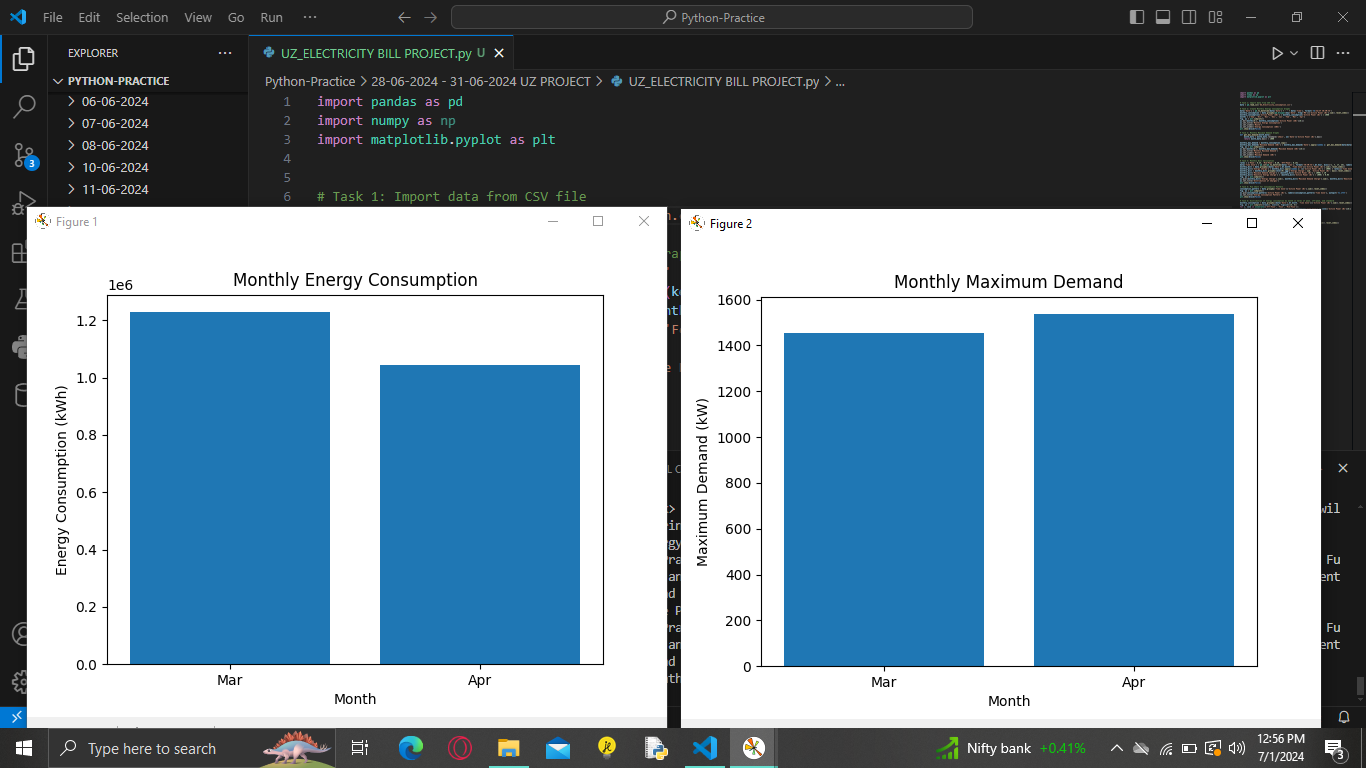 File Edit Selection View Go Run ··· Python-Practice
EXPLORER
UZ_ELECTRICITY BILL PROJECT.py U
PYTHON-PRACTICE
Python-Practice > 28-06-2024 - 31-06-2024 UZ PROJECT > UZ_ELECTRICITY BILL PROJECT.py > ...
06-06-2024
07-06-2024
08-06-2024
10-06-2024
11-06-2024
3
1 import pandas as pd
2 import numpy as np
3 import matplotlib.pyplot as plt
4
5
6 # Task 1: Import data from CSV file
Figure 1
Monthly Energy Consumption
1e6
1.2
1.0
0.8
0.6
0.4
0.2
0.0
Energy Consumption (kWh)
Mar Apr
Month
Figure 2
Monthly Maximum Demand
1600
1400
1200
1000
800
600
400
200
0
Maximum Demand (kW)
Mar Apr
Month
Type here to search
Nifty bank +0.41%
12:56 PM
7/1/2024
3